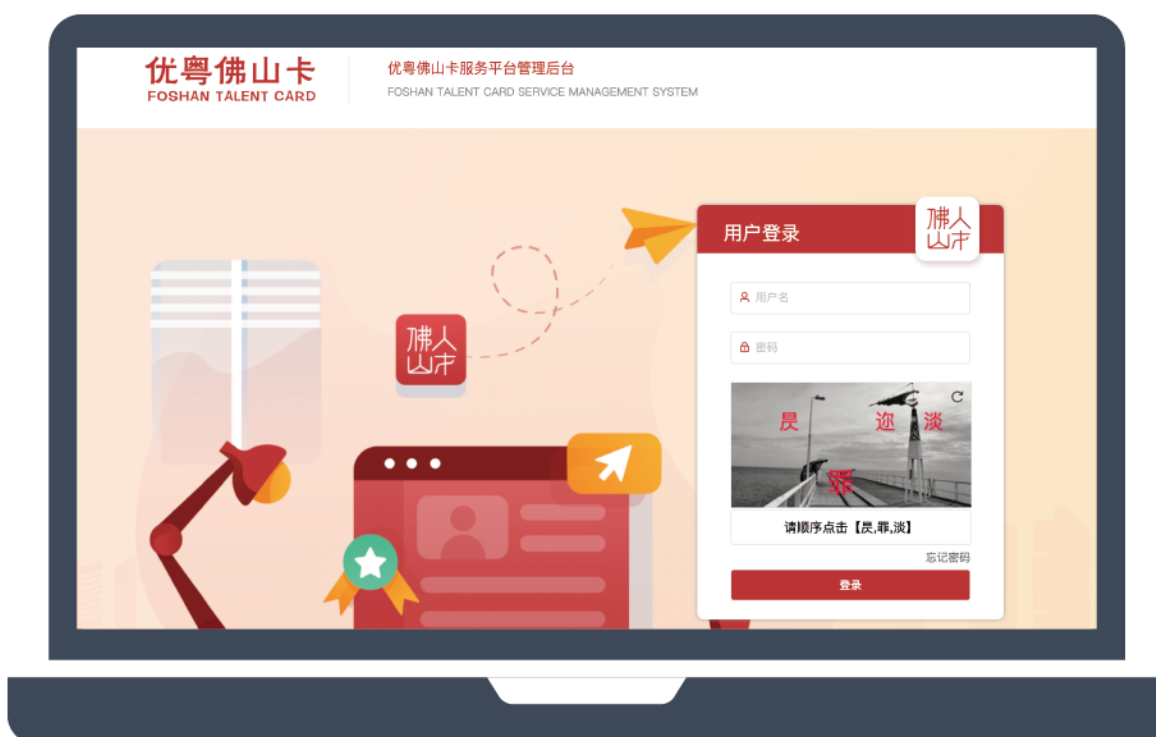 优粤佛山卡
FOSHAN TALENT CARD
优粤佛山卡服务平台管理后台
FOSHAN TALENT CARD SERVICE MANAGEMENT SYSTEM
用户登录
佛人
山才
佛人
山才
用户名
密码
昃
迩
淡
罪
请顺序点击【昃,罪,淡】
忘记密码
登录